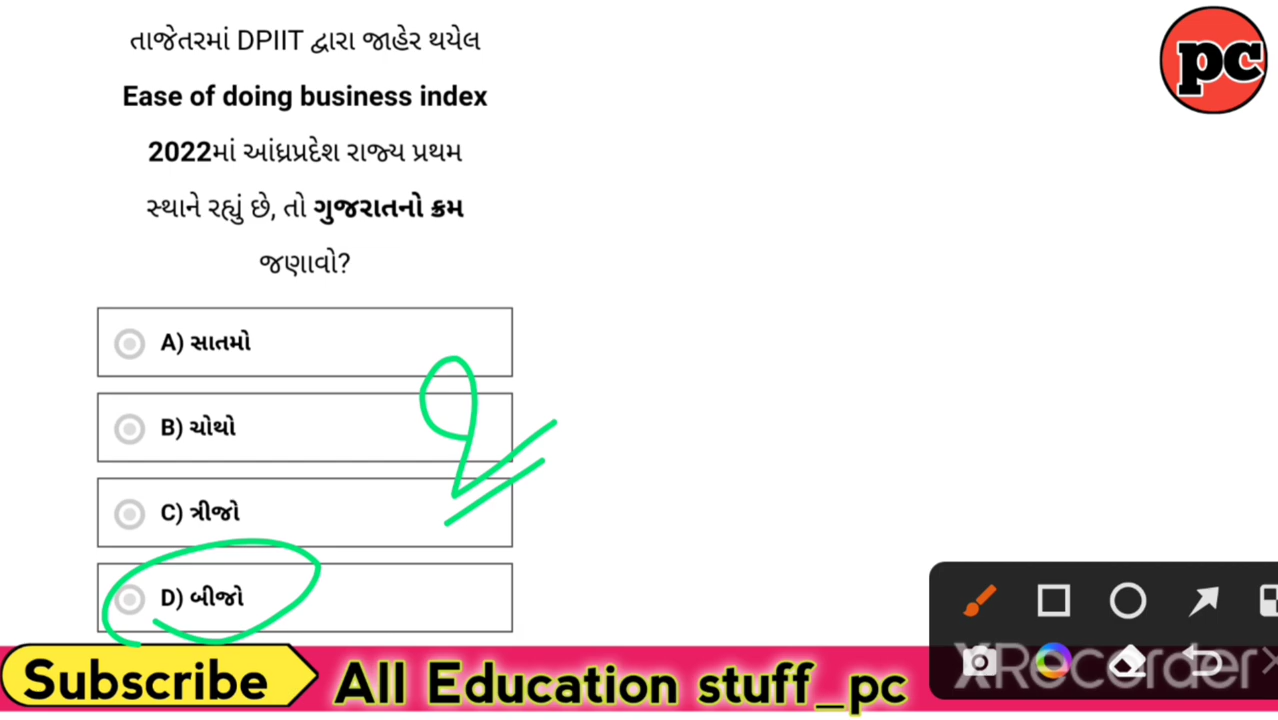 તાજેતરમાં DPIIT દ્વારા જાહેર થયેલ
Ease of doing business index
2022માં આંધ્રપ્રદેશ રાજ્ય પ્રથમ
સ્થાને રહ્યું છે, તો ગુજરાતનો ક્રમ
જણાવો?
A) સાતમો
B) ચોથો
C) ત્રીજો
D) બીજો
pc
Subscribe All Education stuff_pc
XRecorder